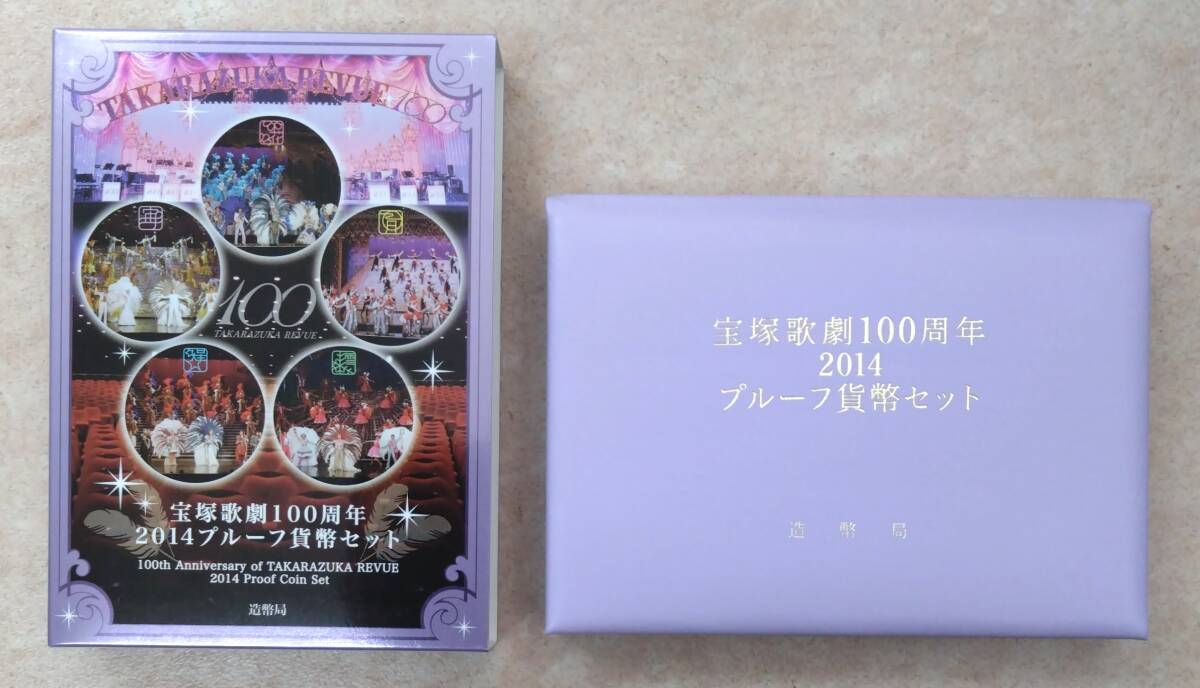 TAKARAZUKA REVUE 100
100
TAKARAZUKA REVUE
宝塚歌劇100周年
2014プルーフ貨幣セット
100th Anniversary of TAKARAZUKA REVUE
2014 Proof Coin Set
造幣局
宝塚歌劇100周年
2014
プルーフ貨幣セット
造幣局